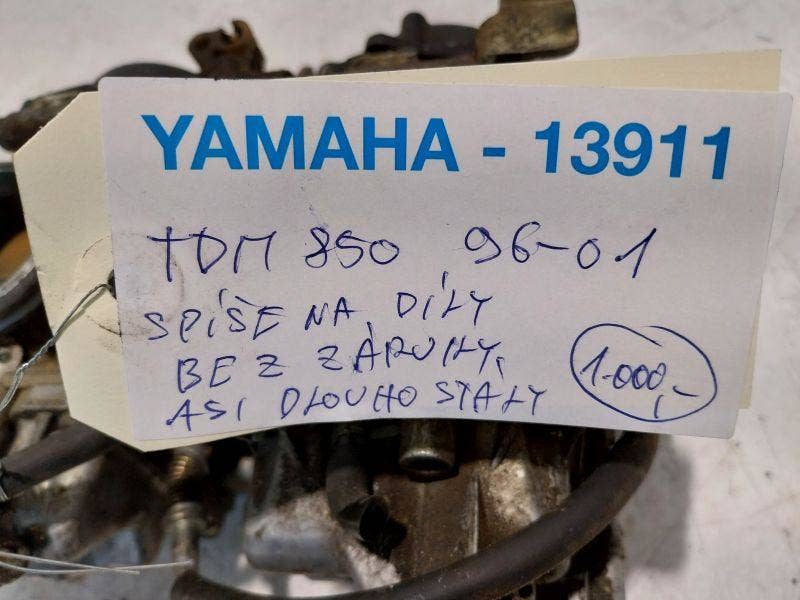 YAMAHA - 13911
TDM 850 96-01
SPÍŠE NA DÍLY
BEZ ZÁRUKY,
ASI DLOUHO STÁLY
1.000,-